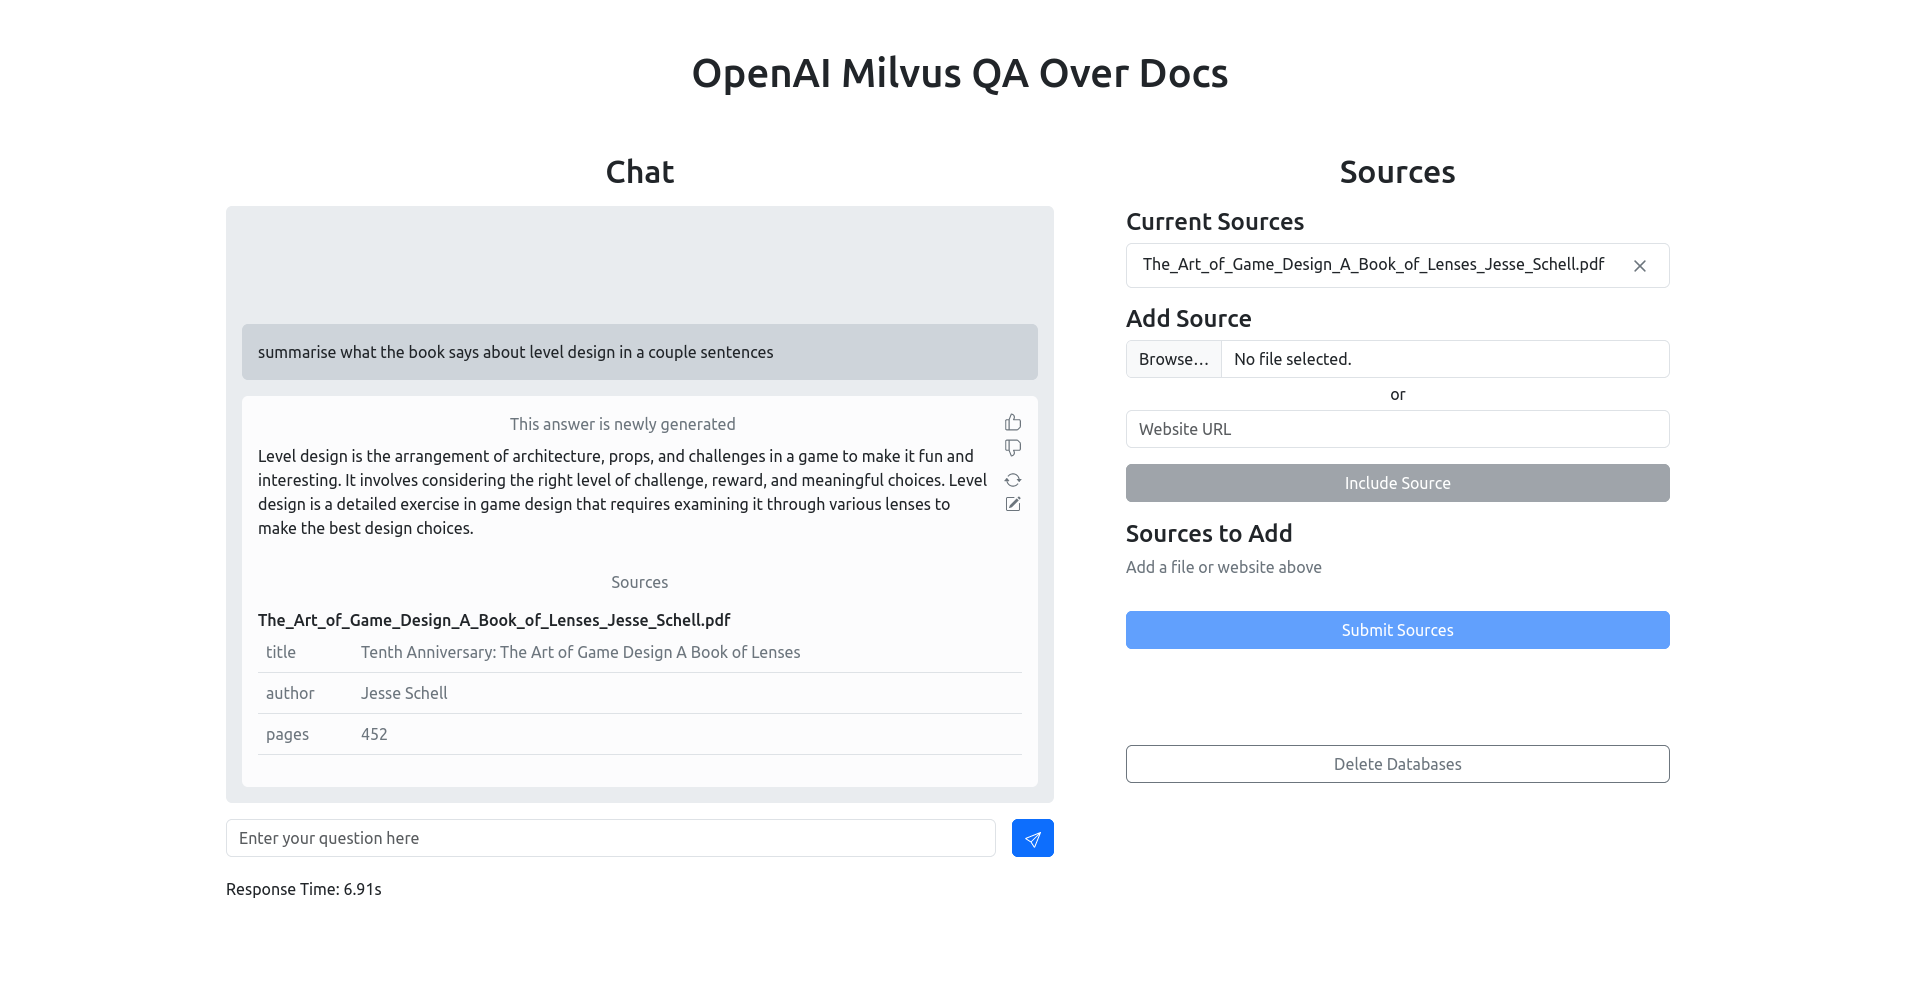 OpenAI Milvus QA Over Docs
Chat
summarise what the book says about level design in a couple sentences
This answer is newly generated
Level design is the arrangement of architecture, props, and challenges in a game to make it fun and
interesting. It involves considering the right level of challenge, reward, and meaningful choices. Level
design is a detailed exercise in game design that requires examining it through various lenses to
make the best design choices.
Sources
The_Art_of_Game_Design_A_Book_of_Lenses_Jesse_Schell.pdf
title Tenth Anniversary: The Art of Game Design A Book of Lenses
author Jesse Schell
pages 452
Enter your question here
Response Time: 6.91s
Sources
Current Sources
The_Art_of_Game_Design_A_Book_of_Lenses_Jesse_Schell.pdf
Add Source
Browse... No file selected.
or
Website URL
Include Source
Sources to Add
Add a file or website above
Submit Sources
Delete Databases